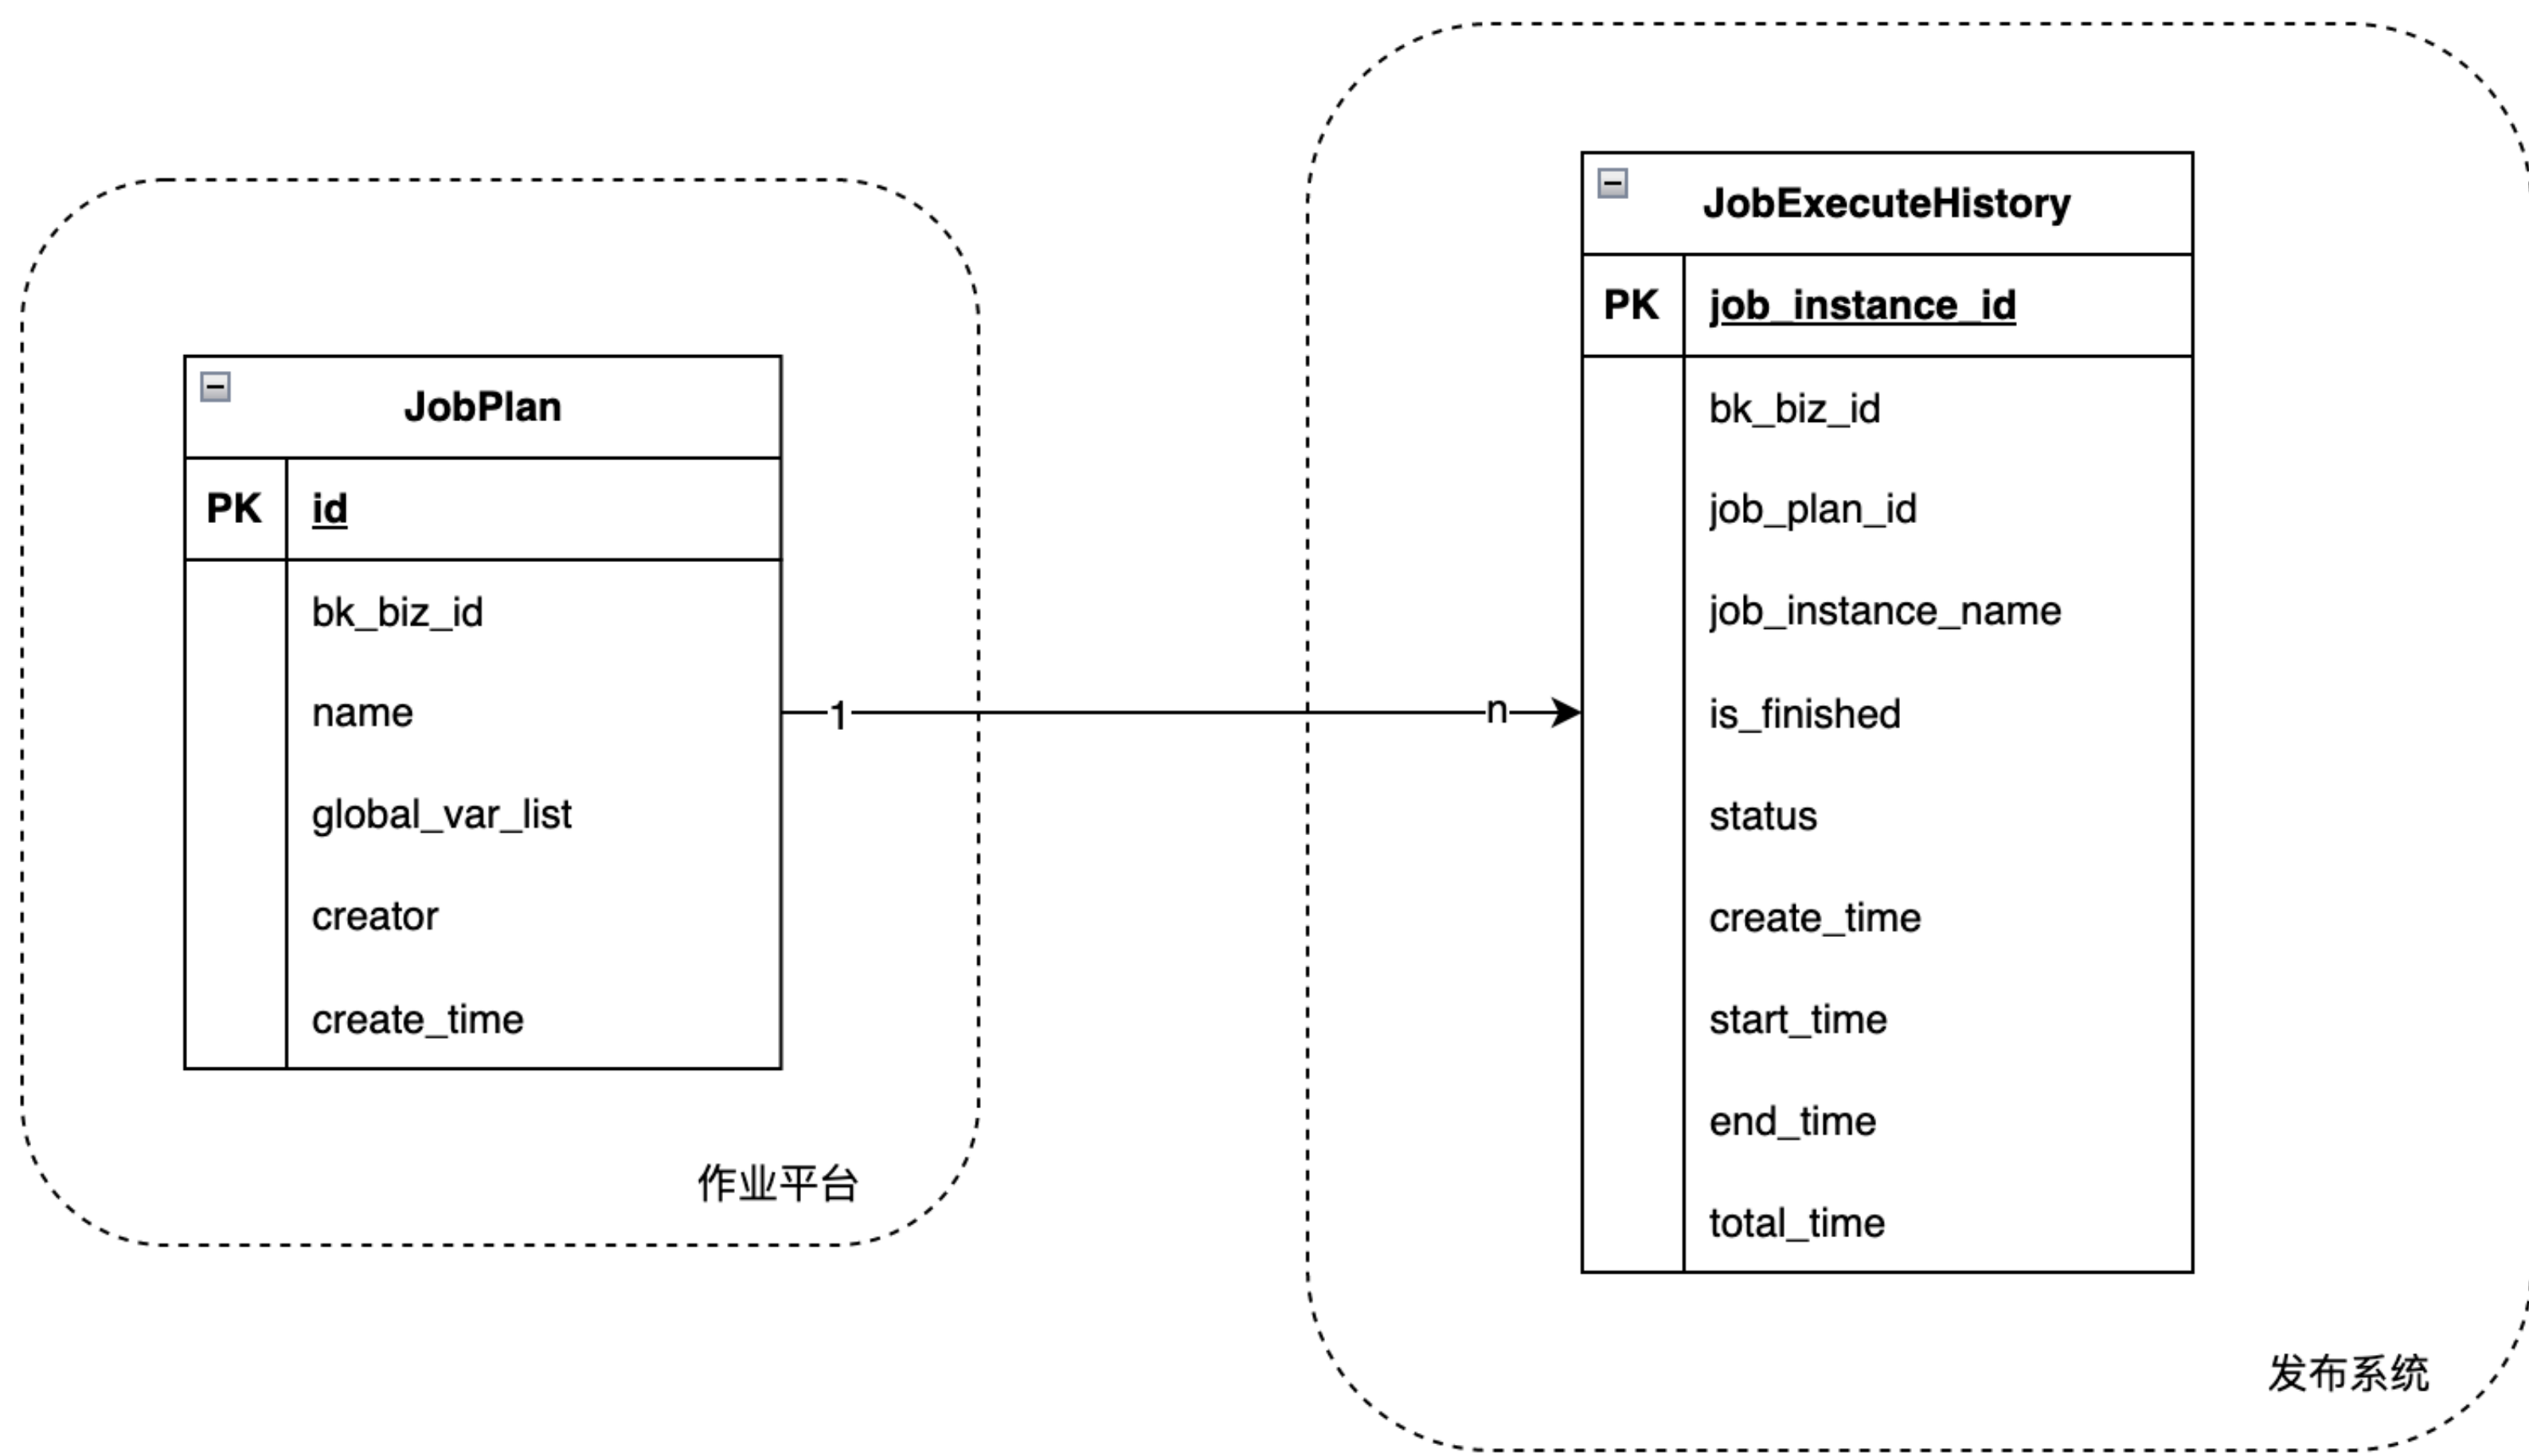 JobPlan
PK id
bk_biz_id
name
global_var_list
creator
create_time
作业平台
1
n
JobExecuteHistory
PK job_instance_id
bk_biz_id
job_plan_id
job_instance_name
is_finished
status
create_time
start_time
end_time
total_time
发布系统